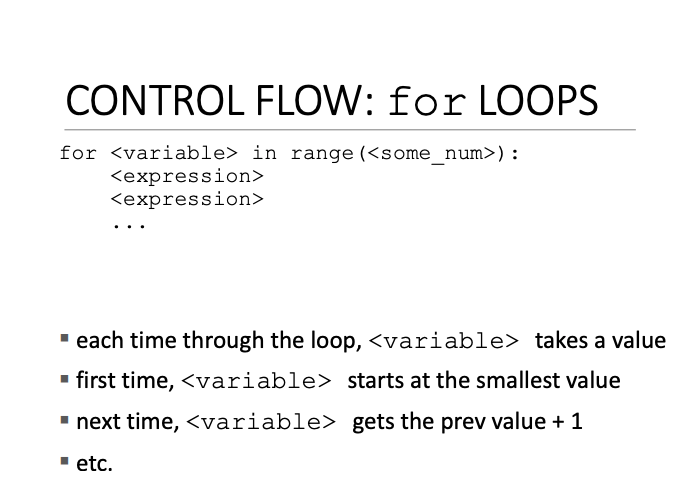 CONTROL FLOW: for LOOPS
for <variable> in range(<some_num>):
    <expression>
    <expression>
    ...
▪ each time through the loop, <variable> takes a value
▪ first time, <variable> starts at the smallest value
▪ next time, <variable> gets the prev value + 1
▪ etc.